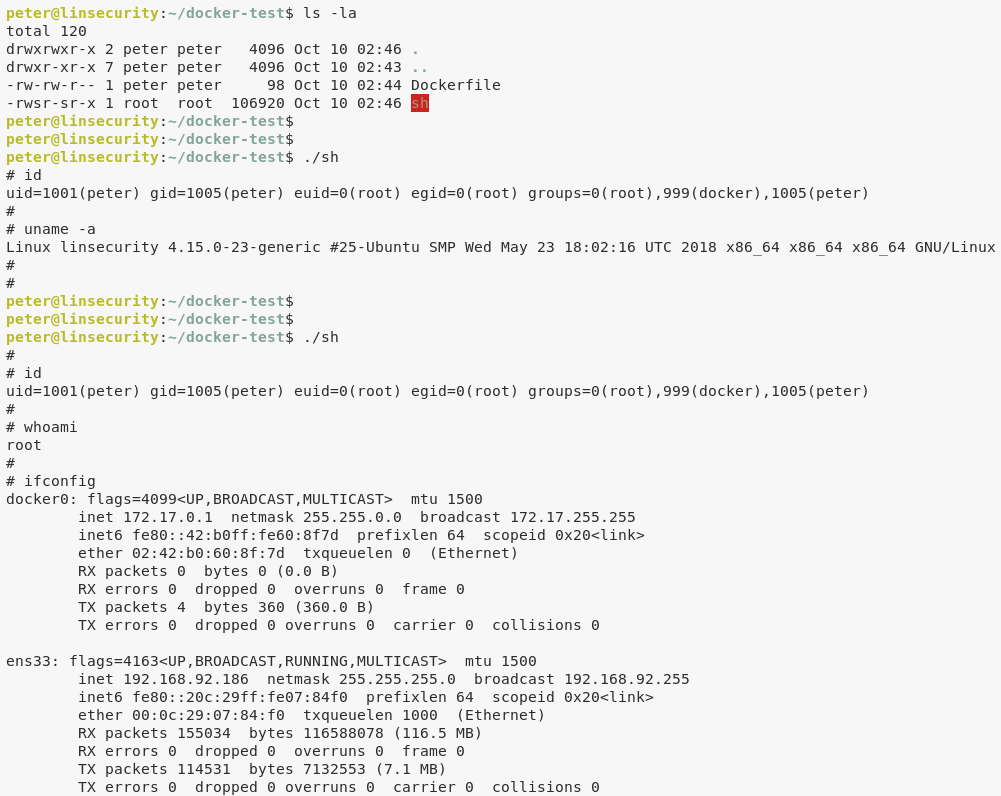 peter@linsecurity:~/docker-test$ ls -la
total 120
drwxrwxr-x 2 peter peter   4096 Oct 10 02:46 .
drwxr-xr-x 7 peter peter   4096 Oct 10 02:43 ..
-rw-rw-r-- 1 peter peter     98 Oct 10 02:44 Dockerfile
-rwsr-sr-x 1 root  root  106920 Oct 10 02:46 sh
peter@linsecurity:~/docker-test$
peter@linsecurity:~/docker-test$
peter@linsecurity:~/docker-test$ ./sh
# id
uid=1001(peter) gid=1005(peter) euid=0(root) egid=0(root) groups=0(root),999(docker),1005(peter)
#
# uname -a
Linux linsecurity 4.15.0-23-generic #25-Ubuntu SMP Wed May 23 18:02:16 UTC 2018 x86_64 x86_64 x86_64 GNU/Linux
#
#
peter@linsecurity:~/docker-test$
peter@linsecurity:~/docker-test$
peter@linsecurity:~/docker-test$ ./sh
#
# id
uid=1001(peter) gid=1005(peter) euid=0(root) egid=0(root) groups=0(root),999(docker),1005(peter)
#
# whoami
root
#
# ifconfig
docker0: flags=4099<UP,BROADCAST,MULTICAST>  mtu 1500
        inet 172.17.0.1  netmask 255.255.0.0  broadcast 172.17.255.255
        inet6 fe80::42:b0ff:fe60:8f7d  prefixlen 64  scopeid 0x20<link>
        ether 02:42:b0:60:8f:7d  txqueuelen 0  (Ethernet)
        RX packets 0  bytes 0 (0.0 B)
        RX errors 0  dropped 0  overruns 0  frame 0
        TX packets 4  bytes 360 (360.0 B)
        TX errors 0  dropped 0 overruns 0  carrier 0  collisions 0

ens33: flags=4163<UP,BROADCAST,RUNNING,MULTICAST>  mtu 1500
        inet 192.168.92.186  netmask 255.255.255.0  broadcast 192.168.92.255
        inet6 fe80::20c:29ff:fe07:84f0  prefixlen 64  scopeid 0x20<link>
        ether 00:0c:29:07:84:f0  txqueuelen 1000  (Ethernet)
        RX packets 155034  bytes 116588078 (116.5 MB)
        RX errors 0  dropped 0  overruns 0  frame 0
        TX packets 114531  bytes 7132553 (7.1 MB)
        TX errors 0  dropped 0 overruns 0  carrier 0  collisions 0